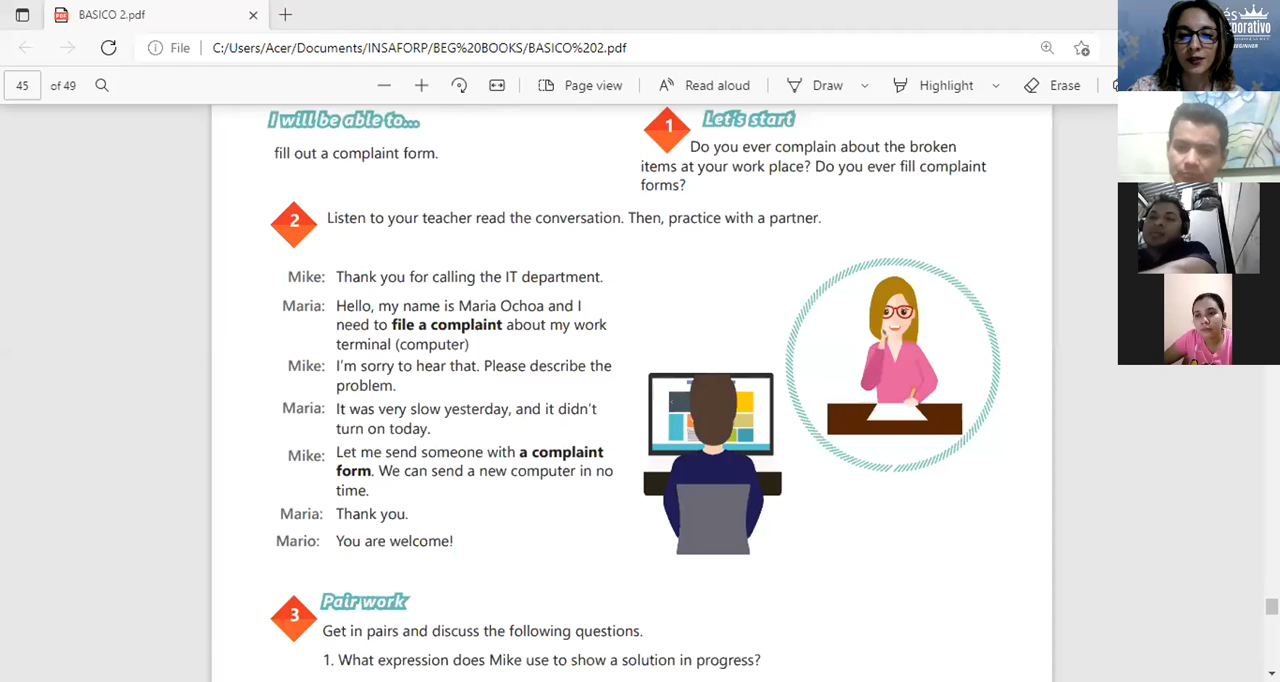 BASICO 2.pdf
File C:/Users/Acer/Documents/INSAFORP/BEG%20BOOKS/BASICO%202.pdf
45 of 49 Page view Read aloud Draw Highlight Erase
I will be able to...
fill out a complaint form.
1 Let's start
Do you ever complain about the broken
items at your work place? Do you ever fill complaint
forms?
2 Listen to your teacher read the conversation. Then, practice with a partner.
Mike: Thank you for calling the IT department.
Maria: Hello, my name is Maria Ochoa and I
need to file a complaint about my work
terminal (computer)
Mike: I'm sorry to hear that. Please describe the
problem.
Maria: It was very slow yesterday, and it didn't
turn on today.
Mike: Let me send someone with a complaint
form. We can send a new computer in no
time.
Maria: Thank you.
Mario: You are welcome!
3 Pair work
Get in pairs and discuss the following questions.
1. What expression does Mike use to show a solution in progress?